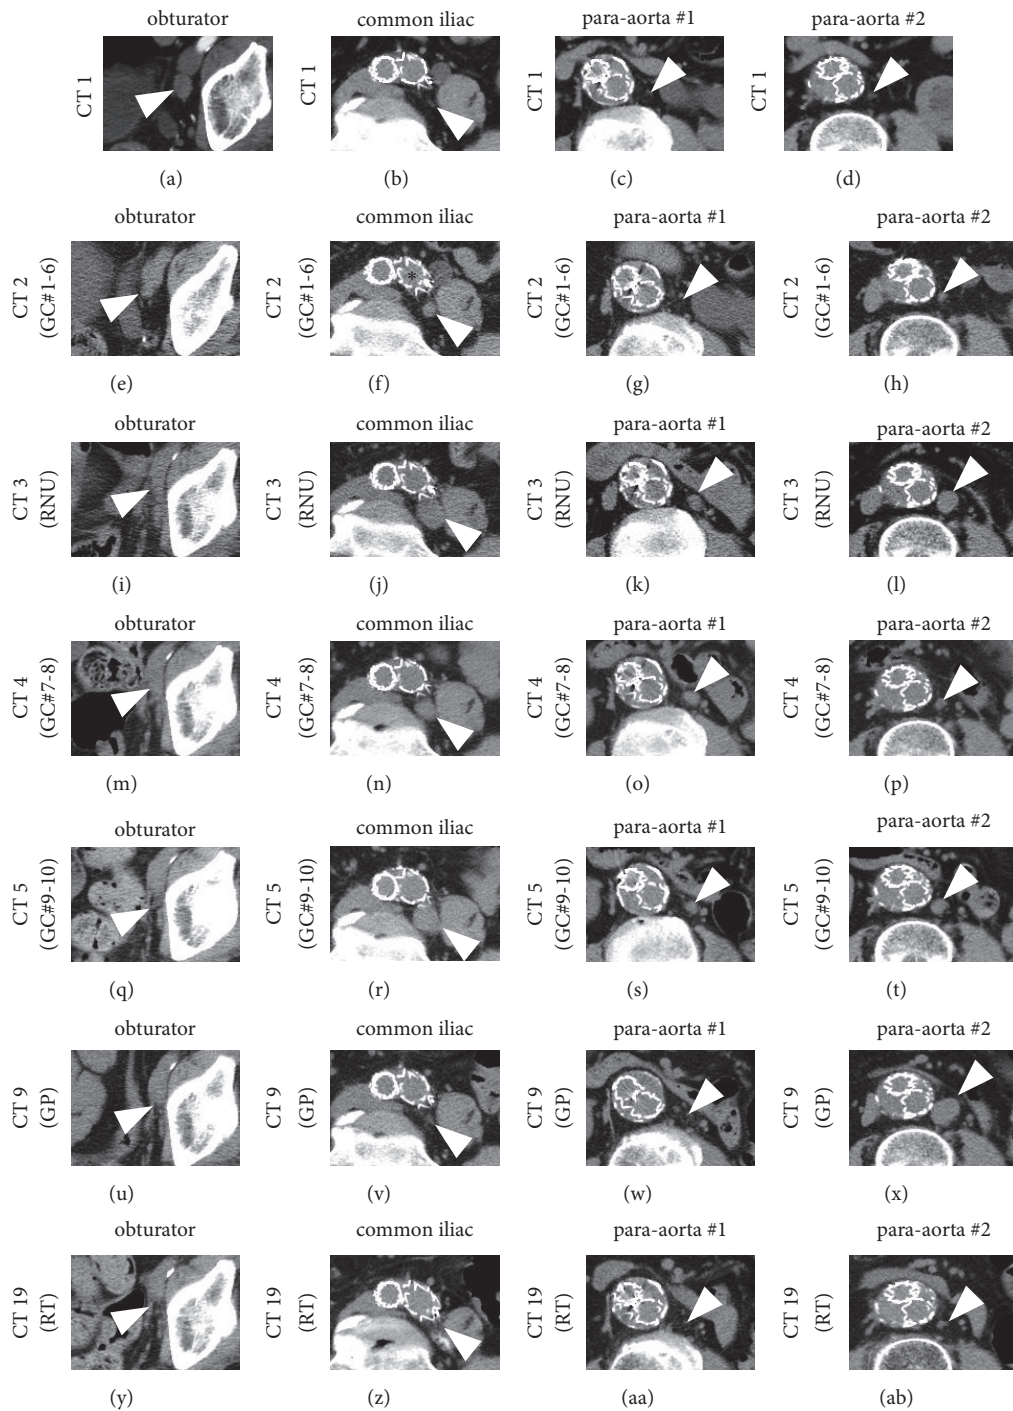 obturator common iliac para-aorta #1 para-aorta #2
CT 1 CT 1 CT 1 CT 1
(a) (b) (c) (d)
obturator common iliac para-aorta #1 para-aorta #2
CT 2 (GC#1-6) CT 2 (GC#1-6) CT 2 (GC#1-6) CT 2 (GC#1-6)
*
(e) (f) (g) (h)
obturator common iliac para-aorta #1 para-aorta #2
CT 3 (RNU) CT 3 (RNU) CT 3 (RNU) CT 3 (RNU)
(i) (j) (k) (l)
obturator common iliac para-aorta #1 para-aorta #2
CT 4 (GC#7-8) CT 4 (GC#7-8) CT 4 (GC#7-8) CT 4 (GC#7-8)
(m) (n) (o) (p)
obturator common iliac para-aorta #1 para-aorta #2
CT 5 (GC#9-10) CT 5 (GC#9-10) CT 5 (GC#9-10) CT 5 (GC#9-10)
(q) (r) (s) (t)
obturator common iliac para-aorta #1 para-aorta #2
CT 9 (GP) CT 9 (GP) CT 9 (GP) CT 9 (GP)
(u) (v) (w) (x)
obturator common iliac para-aorta #1 para-aorta #2
CT 19 (RT) CT 19 (RT) CT 19 (RT) CT 19 (RT)
(y) (z) (aa) (ab)